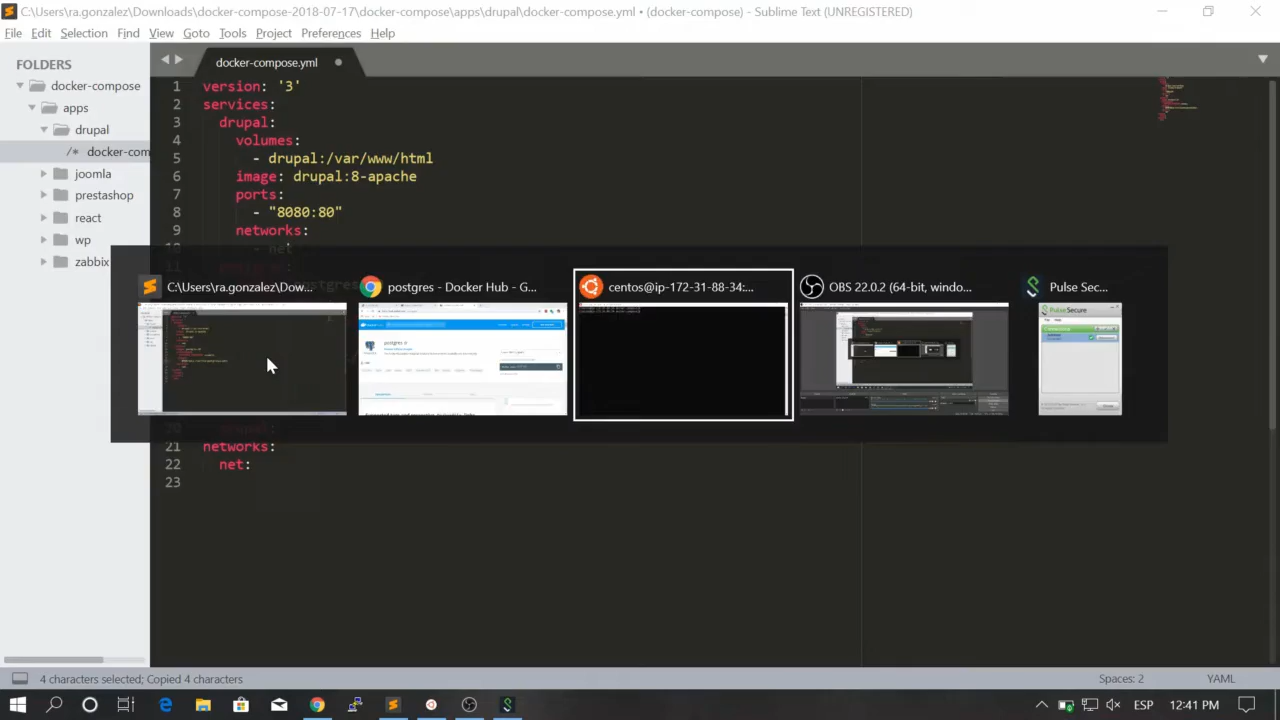 C:\Users\ra.gonzalez\Downloads\docker-compose-2018-07-17\docker-compose\apps\drupal\docker-compose.yml • (docker-compose) - Sublime Text (UNREGISTERED)
File Edit Selection Find View Goto Tools Project Preferences Help
FOLDERS
docker-compose
apps
drupal
/* docker-com
joomla
prestashop
react
wp
zabbix
docker-compose.yml
1 version: '3'
2 services:
3 drupal:
4 volumes:
5 - drupal:/var/www/html
6 image: drupal:8-apache
7 ports:
8 - "8080:80"
9 networks:
10 - net
C:\Users\ra.gonzalez\Dow...
postgres - Docker Hub - G...
centos@ip-172-31-88-34:...
OBS 22.0.2 (64-bit, windo...
Pulse Sec...
21 networks:
22 net:
23
4 characters selected; Copied 4 characters
Spaces: 2
YAML
ESP
12:41 PM